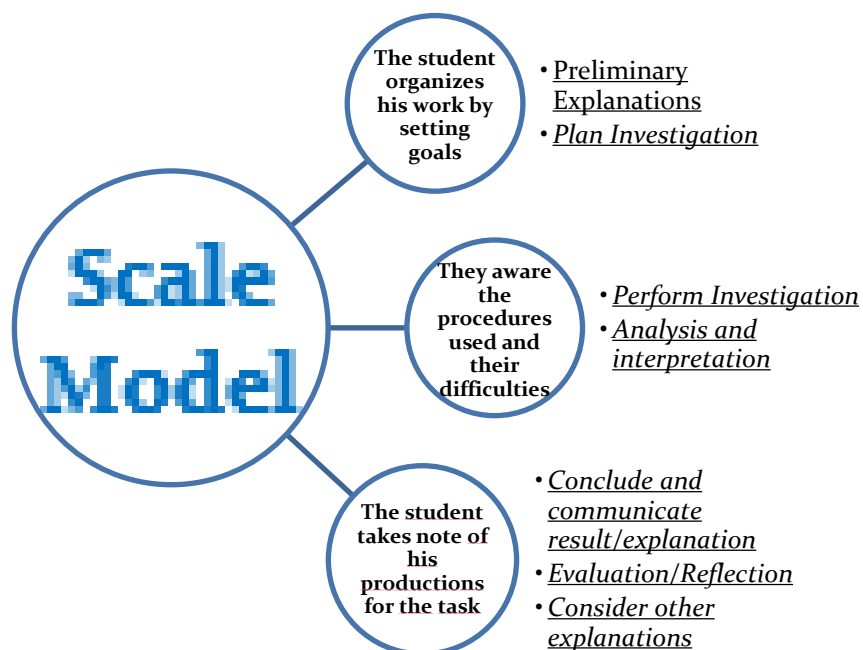 Scale
Model
The student
organizes
his work by
setting
goals
• Preliminary
Explanations
• Plan Investigation
They aware
the
procedures
used and
their
difficulties
• Perform Investigation
• Analysis and
interpretation
The student
takes note of
his
productions
for the task
• Conclude and
communicate
result/explanation
• Evaluation/Reflection
• Consider other
explanations